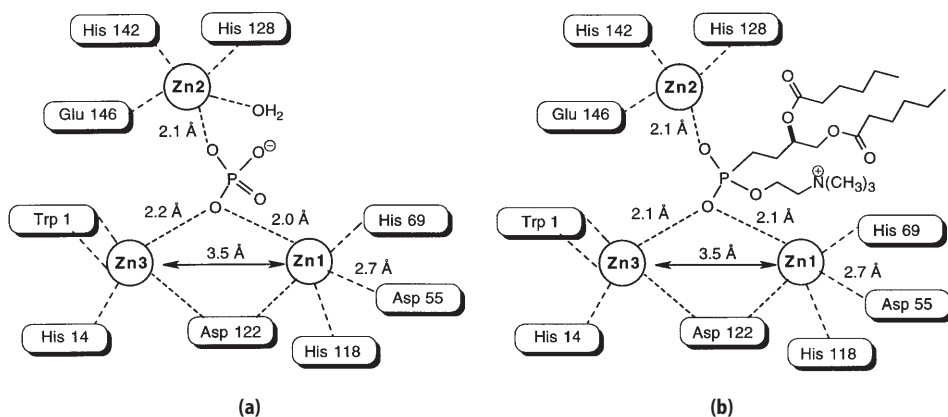 His 142
His 128
Zn2
Glu 146
OH₂
2.1 Å
O
O⊖
P
O
O
2.2 Å
2.0 Å
Trp 1
His 69
Zn3
3.5 Å
Zn1
2.7 Å
Asp 55
His 14
Asp 122
His 118
(a)
His 142
His 128
Zn2
O
Glu 146
O
O
2.1 Å
O
O
P
O
⊕
N(CH₃)₃
O
2.1 Å
2.1 Å
Trp 1
His 69
Zn3
3.5 Å
Zn1
2.7 Å
Asp 55
His 14
Asp 122
His 118
(b)